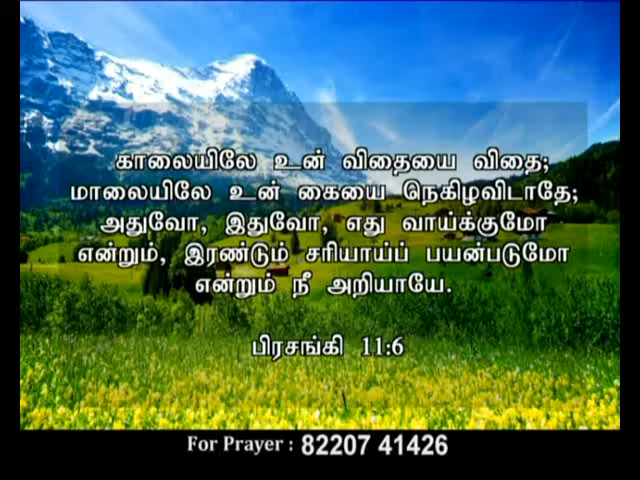 காலையிலே உன் விதையை விதை;
மாலையிலே உன் கையை நெகிழவிடாதே;
அதுவோ, இதுவோ, எது வாய்க்குமோ
என்றும், இரண்டும் சரியாய்ப் பயன்படுமோ
என்றும் நீ அறியாயே.
பிரசங்கி 11:6
For Prayer : 82207 41426